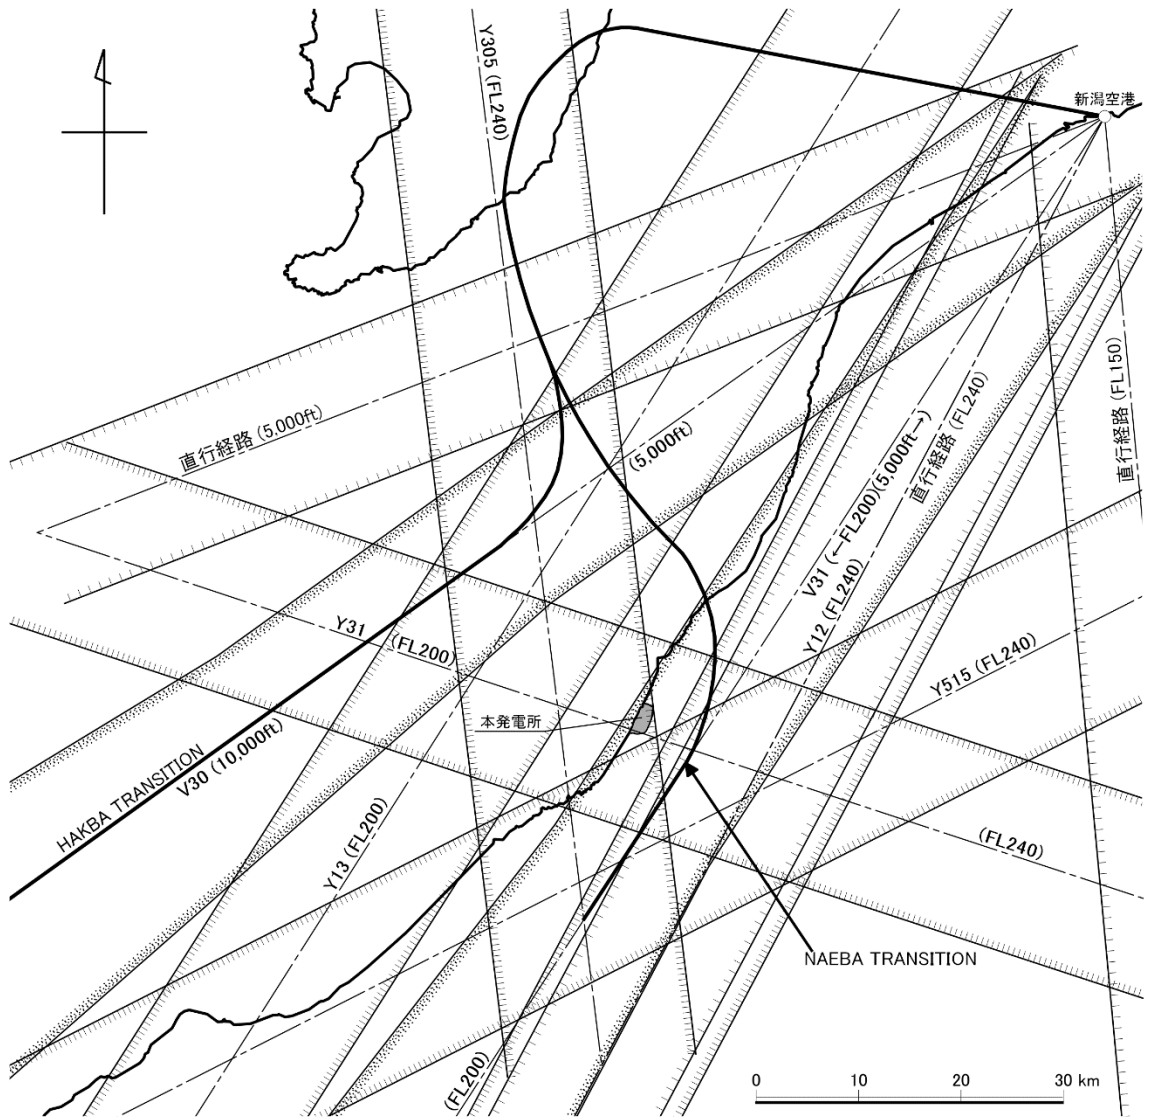 Y305 (FL240)
新潟空港
直行経路 (5,000ft)
(5,000ft)
V31 (←FL200)(5,000ft→)
直行経路 (FL240)
直行経路 (FL150)
Y12 (FL240)
Y31
(FL200)
Y515 (FL240)
本発電所
HAKBA TRANSITION
V30 (10,000ft)
Y13 (FL200)
(FL240)
NAEBA TRANSITION
(FL200)
0 10 20 30 km